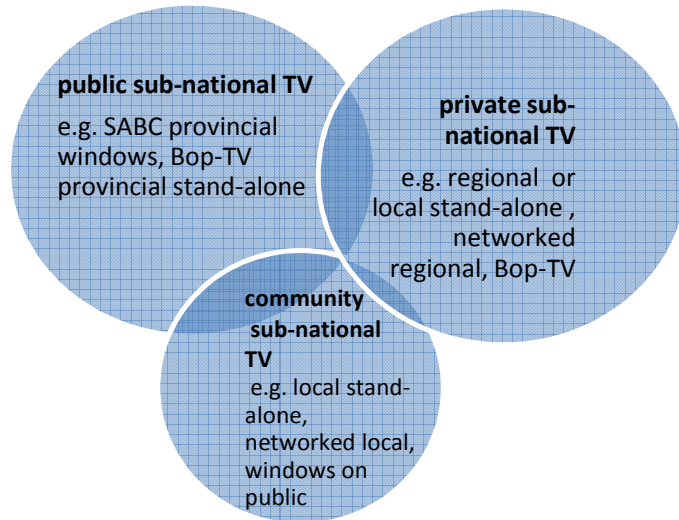 public sub-national TV
e.g. SABC provincial
windows, Bop-TV
provincial stand-alone
private sub-
national TV
e.g. regional or
local stand-alone ,
networked
regional, Bop-TV
community
sub-national
TV
e.g. local stand-
alone,
networked local,
windows on
public